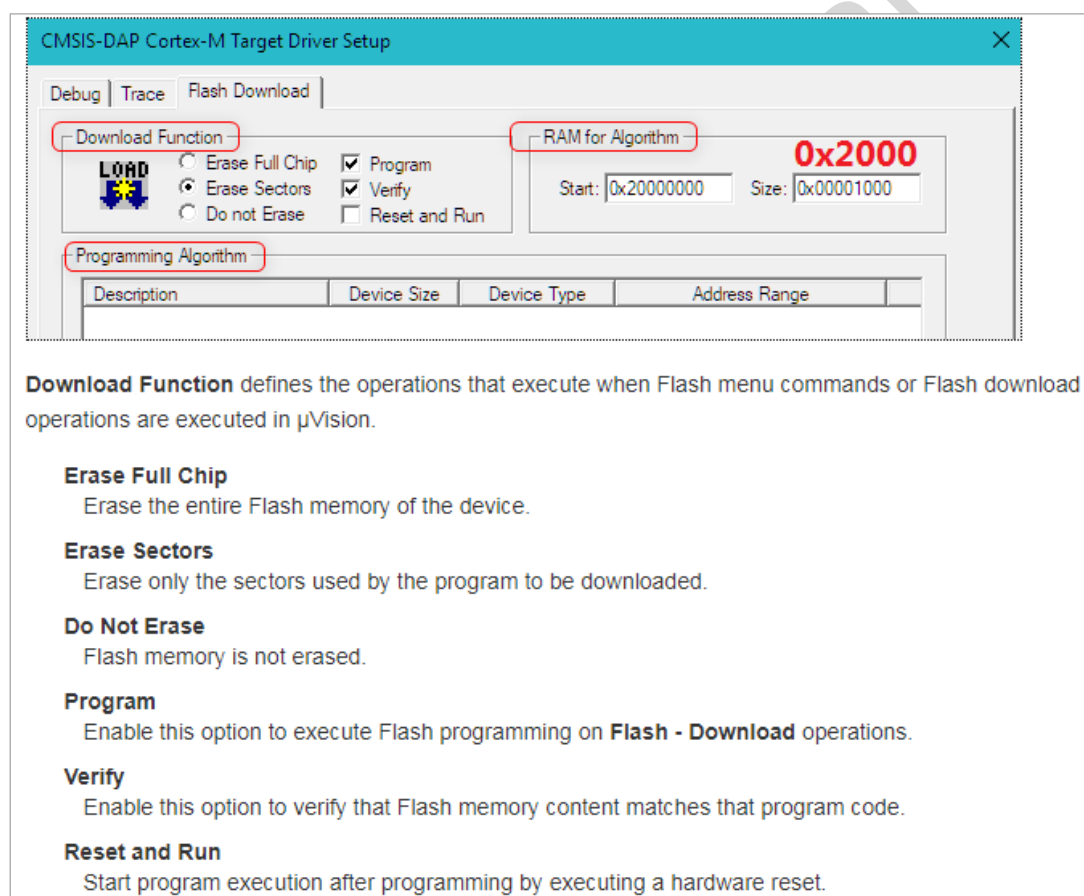 CMSIS-DAP Cortex-M Target Driver Setup
Debug Trace Flash Download
Download Function
LOAD
Erase Full Chip
Erase Sectors
Do not Erase
Program
Verify
Reset and Run
RAM for Algorithm
0x2000
Start: 0x20000000 Size: 0x00001000
Programming Algorithm
Description Device Size Device Type Address Range
Download Function defines the operations that execute when Flash menu commands or Flash download
operations are executed in µVision.
Erase Full Chip
Erase the entire Flash memory of the device.
Erase Sectors
Erase only the sectors used by the program to be downloaded.
Do Not Erase
Flash memory is not erased.
Program
Enable this option to execute Flash programming on Flash - Download operations.
Verify
Enable this option to verify that Flash memory content matches that program code.
Reset and Run
Start program execution after programming by executing a hardware reset.